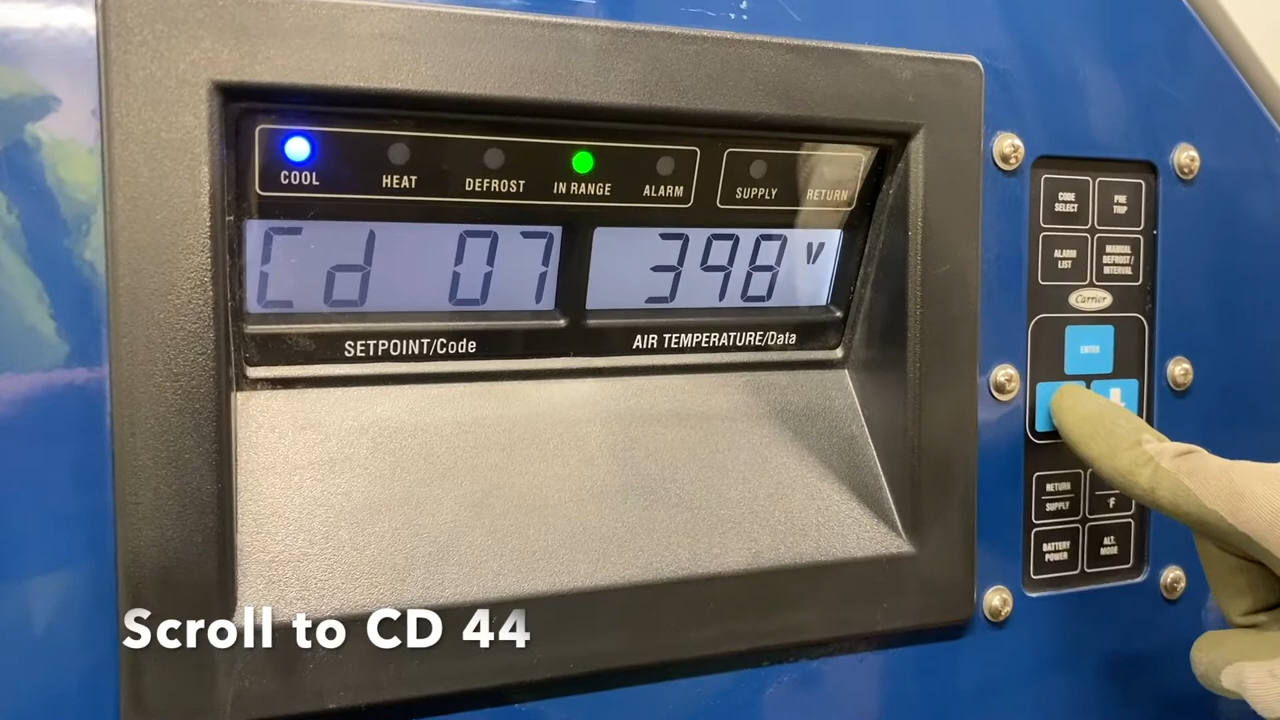 COOL HEAT DEFROST IN RANGE ALARM SUPPLY RETURN
Cd 07 398 V
SETPOINT/Code AIR TEMPERATURE/Data
CODE SELECT
PRE TRIP
ALARM LIST
MANUAL DEFROST/ INTERVAL
Carrier
ENTER
RETURN SUPPLY
°F
BATTERY POWER
ALT. MODE
Scroll to CD 44